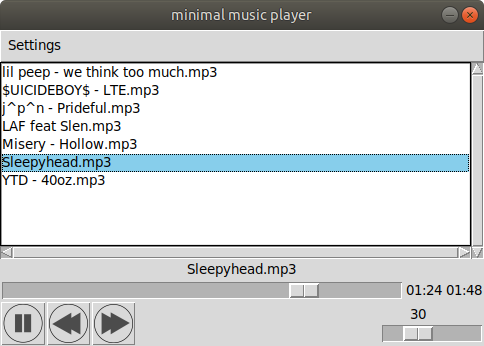 minimal music player
Settings
lil peep - we think too much.mp3
$UICIDEBOY$ - LTE.mp3
j^p^n - Prideful.mp3
LAF feat Slen.mp3
Misery - Hollow.mp3
Sleepyhead.mp3
YTD - 40oz.mp3
Sleepyhead.mp3
01:24 01:48
30